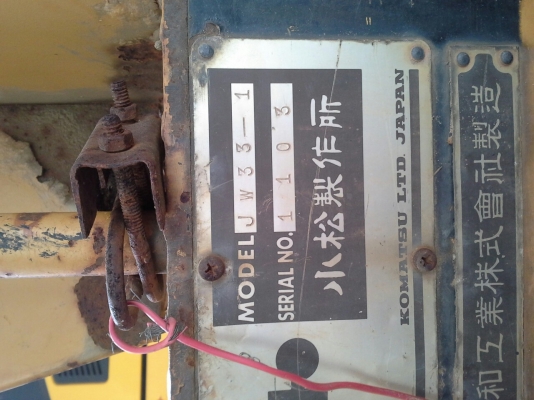 MODEL JW33-1
SERIAL NO. 1103
小松製作所
KOMATSU LTD. JAPAN
和工業株式會社製造